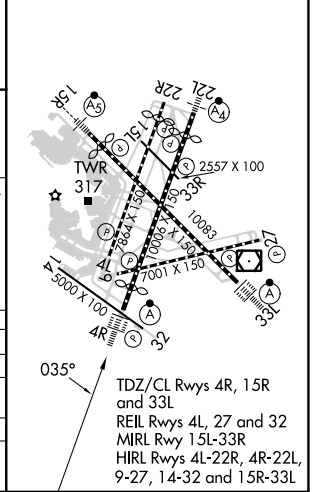 15R
A5
22R
22L
A4
15L
P
P
P
TWR
317
2557 X 100
33R
P
7864 X 150
10006 X 150
10083 X 150
P
4L
9
P
7001 X 150
27
P
A
33L
14
5000 X 100
A
4R
P
32
035°
TDZ/CL Rwys 4R, 15R
and 33L
REIL Rwys 4L, 27 and 32
MIRL Rwy 15L-33R
HIRL Rwys 4L-22R, 4R-22L,
9-27, 14-32 and 15R-33L